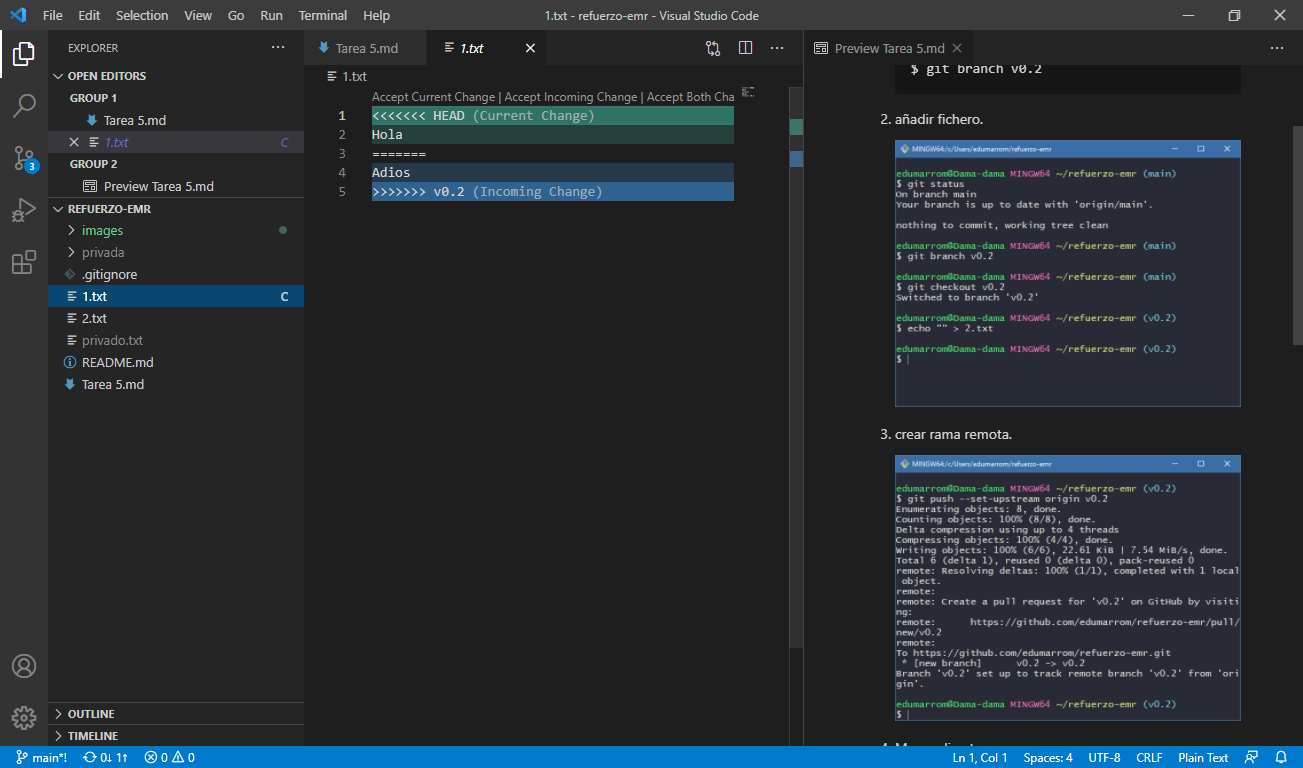 File Edit Selection View Go Run Terminal Help
1.txt - refuerzo-emr - Visual Studio Code
EXPLORER
OPEN EDITORS
GROUP 1
Tarea 5.md
1.txt C
GROUP 2
Preview Tarea 5.md
REFUERZO-EMR
images
privada
.gitignore
1.txt C
2.txt
privado.txt
README.md
Tarea 5.md
OUTLINE
TIMELINE
3
Tarea 5.md
1.txt
1.txt
Accept Current Change | Accept Incoming Change | Accept Both Cha
1 <<<<<<< HEAD (Current Change)
2 Hola
3 =======
4 Adios
5 >>>>>>> v0.2 (Incoming Change)
Preview Tarea 5.md
$ git branch v0.2
2. añadir fichero.
MINGW64:/c/Users/edumarrom/refuerzo-emr
edumarrom@Dama-dama MINGW64 ~/refuerzo-emr (main)
$ git status
On branch main
Your branch is up to date with 'origin/main'.
nothing to commit, working tree clean
edumarrom@Dama-dama MINGW64 ~/refuerzo-emr (main)
$ git branch v0.2
edumarrom@Dama-dama MINGW64 ~/refuerzo-emr (main)
$ git checkout v0.2
Switched to branch 'v0.2'
edumarrom@Dama-dama MINGW64 ~/refuerzo-emr (v0.2)
$ echo "" > 2.txt
edumarrom@Dama-dama MINGW64 ~/refuerzo-emr (v0.2)
$
3. crear rama remota.
MINGW64:/c/Users/edumarrom/refuerzo-emr
edumarrom@Dama-dama MINGW64 ~/refuerzo-emr (v0.2)
$ git push --set-upstream origin v0.2
Enumerating objects: 8, done.
Counting objects: 100% (8/8), done.
Delta compression using up to 4 threads
Compressing objects: 100% (4/4), done.
Writing objects: 100% (6/6), 22.61 KiB | 7.54 MiB/s, done.
Total 6 (delta 1), reused 0 (delta 0), pack-reused 0
remote: Resolving deltas: 100% (1/1), completed with 1 local
object.
remote:
remote: Create a pull request for 'v0.2' on GitHub by visiti
ng:
remote: https://github.com/edumarrom/refuerzo-emr/pull/
new/v0.2
remote:
To https://github.com/edumarrom/refuerzo-emr.git
* [new branch] v0.2 -> v0.2
Branch 'v0.2' set up to track remote branch 'v0.2' from 'ori
gin'.
edumarrom@Dama-dama MINGW64 ~/refuerzo-emr (v0.2)
$
main*! 0↓ 1↑ 0 0
Ln 1, Col 1 Spaces: 4 UTF-8 CRLF Plain Text